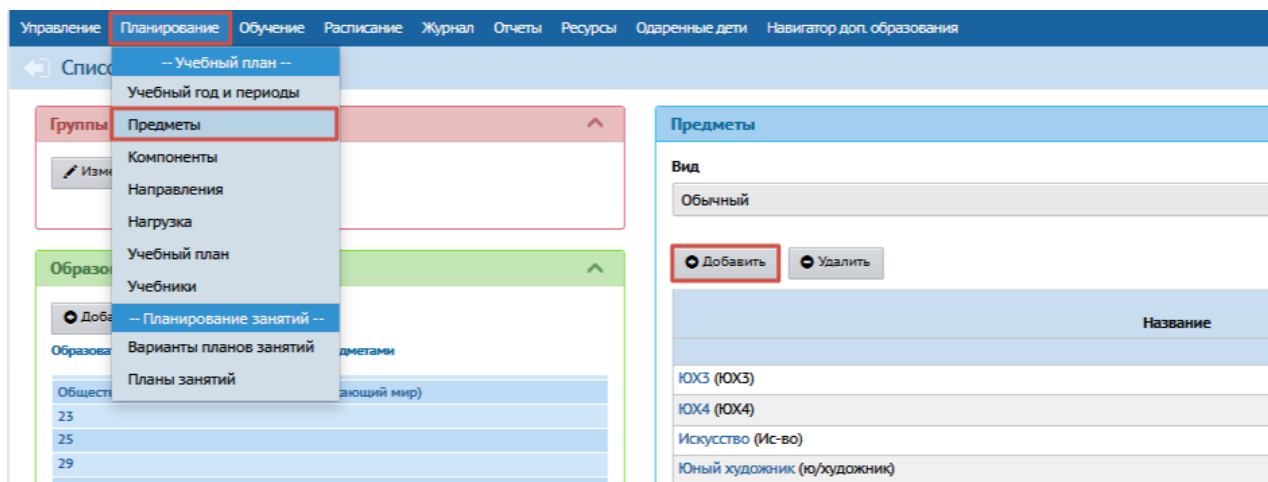 Управление Планирование Обучение Расписание Журнал Отчеты Ресурсы Одаренные дети Навигатор доп. образования
-- Учебный план --
Учебный год и периоды
Предметы
Компоненты
Направления
Нагрузка
Учебный план
Учебники
-- Планирование занятий --
Варианты планов занятий
Планы занятий
Группы
23
25
29
Предметы
Вид
Обычный
Добавить Удалить
Название
ЮХ3 (ЮХ3)
ЮХ4 (ЮХ4)
Искусство (Ис-во)
Юный художник (ю/художник)